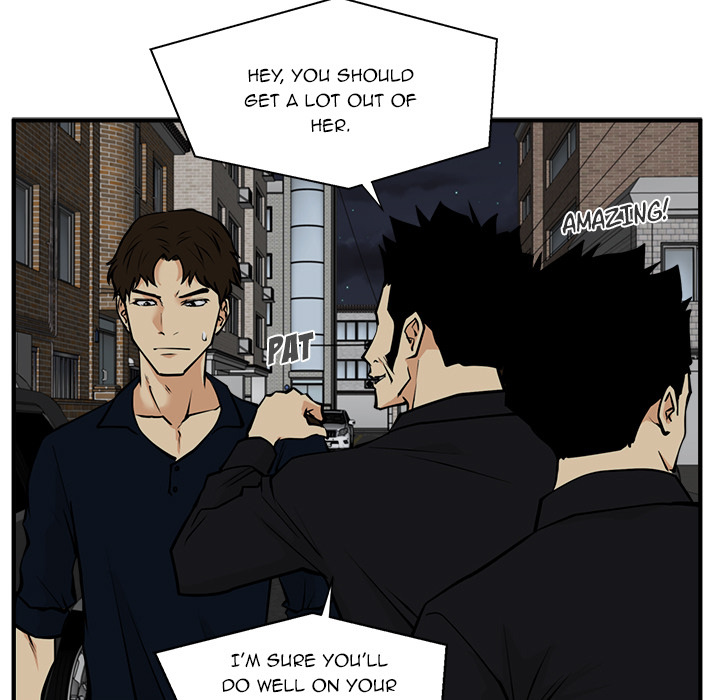 HEY, YOU SHOULD
GET A LOT OUT OF
HER.
AMAZING!
PAT
I'M SURE YOU'LL
DO WELL ON YOUR